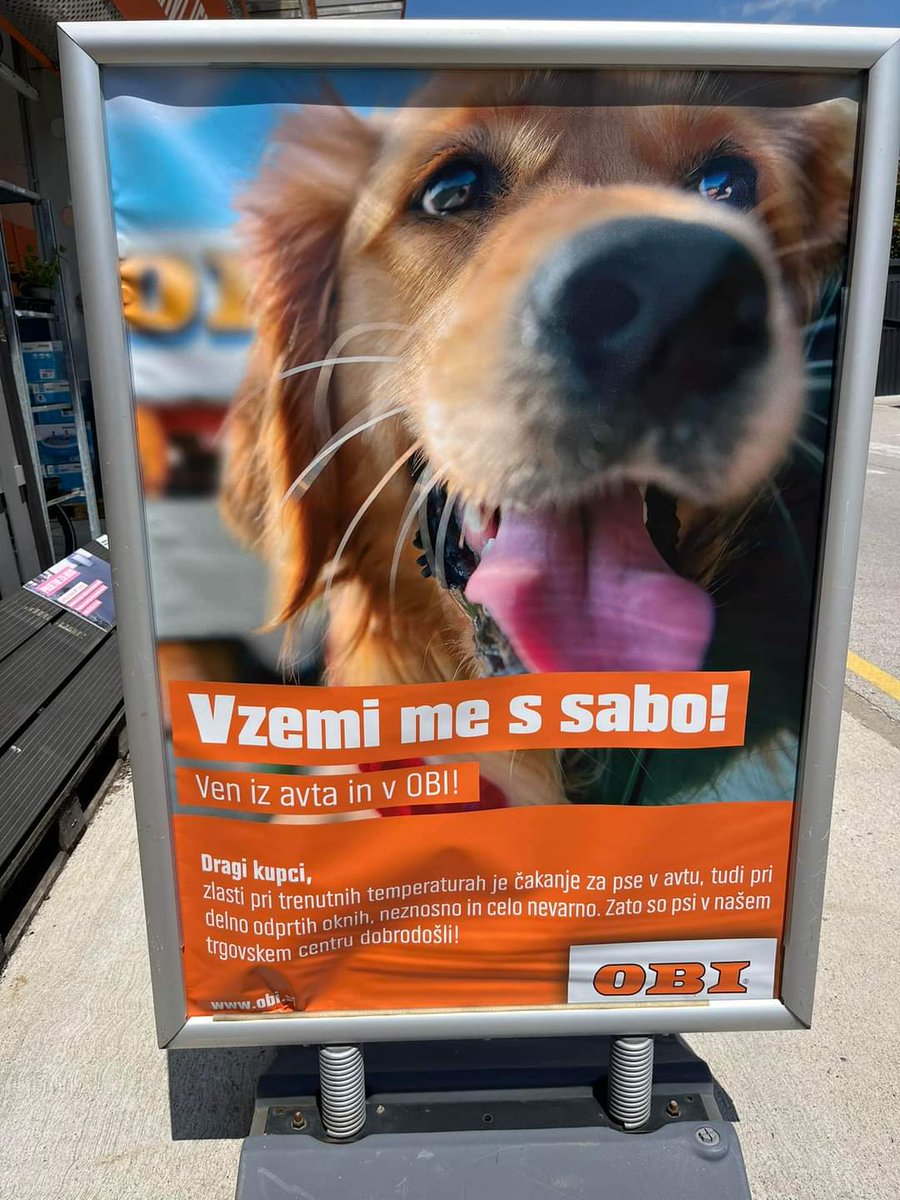 OBI
Vzemi me s sabo!
Ven iz avta in v OBI!
Dragi kupci,
zlasti pri trenutnih temperaturah je čakanje za pse v avtu, tudi pri
delno odprtih oknih, neznosno in celo nevarno. Zato so psi v našem
trgovskem centru dobrodošli!
OBI®